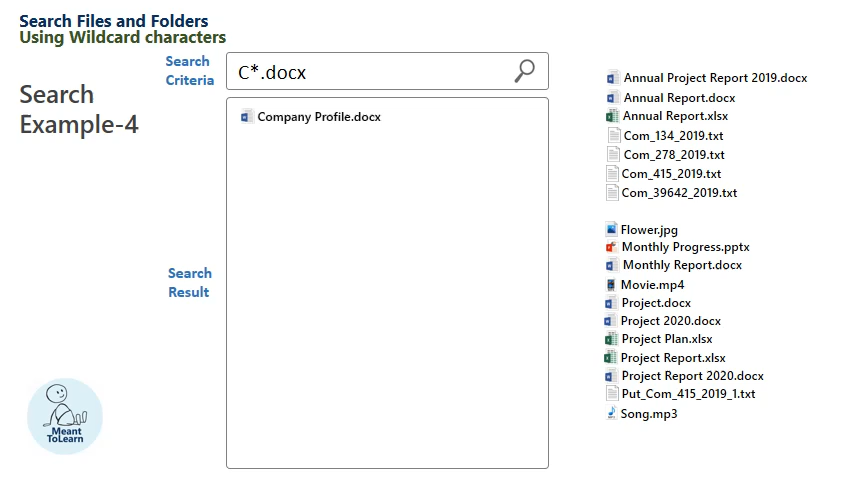 Search Files and Folders
Using Wildcard characters
Search
Criteria
C*.docx
Search
Example-4
Company Profile.docx
Search
Result
Annual Project Report 2019.docx
Annual Report.docx
Annual Report.xlsx
Com_134_2019.txt
Com_278_2019.txt
Com_415_2019.txt
Com_39642_2019.txt
Flower.jpg
Monthly Progress.pptx
Monthly Report.docx
Movie.mp4
Project.docx
Project 2020.docx
Project Plan.xlsx
Project Report.xlsx
Project Report 2020.docx
Put_Com_415_2019_1.txt
Song.mp3
Meant
ToLearn